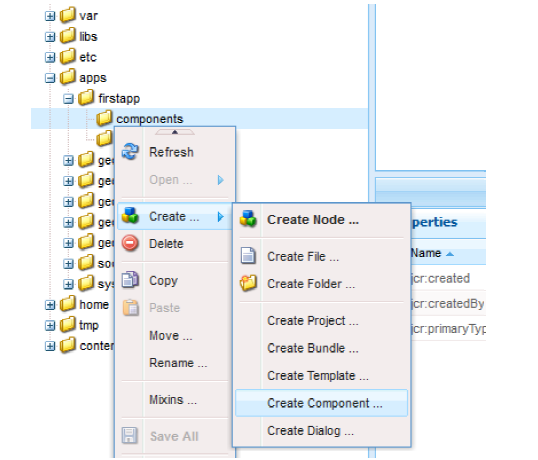 var
libs
etc
apps
firstapp
components
ge
ge
ge
ge
ge
so
sy
home
tmp
conter
Refresh
Open ...
Create ...
Delete
Copy
Paste
Move ...
Rename ...
Mixins ...
Save All
Create Node ...
Create File ...
Create Folder ...
Create Project ...
Create Bundle ...
Create Template ...
Create Component ...
Create Dialog ...
perties
Name
jcr:created
jcr:createdBy
jcr:primaryTyp